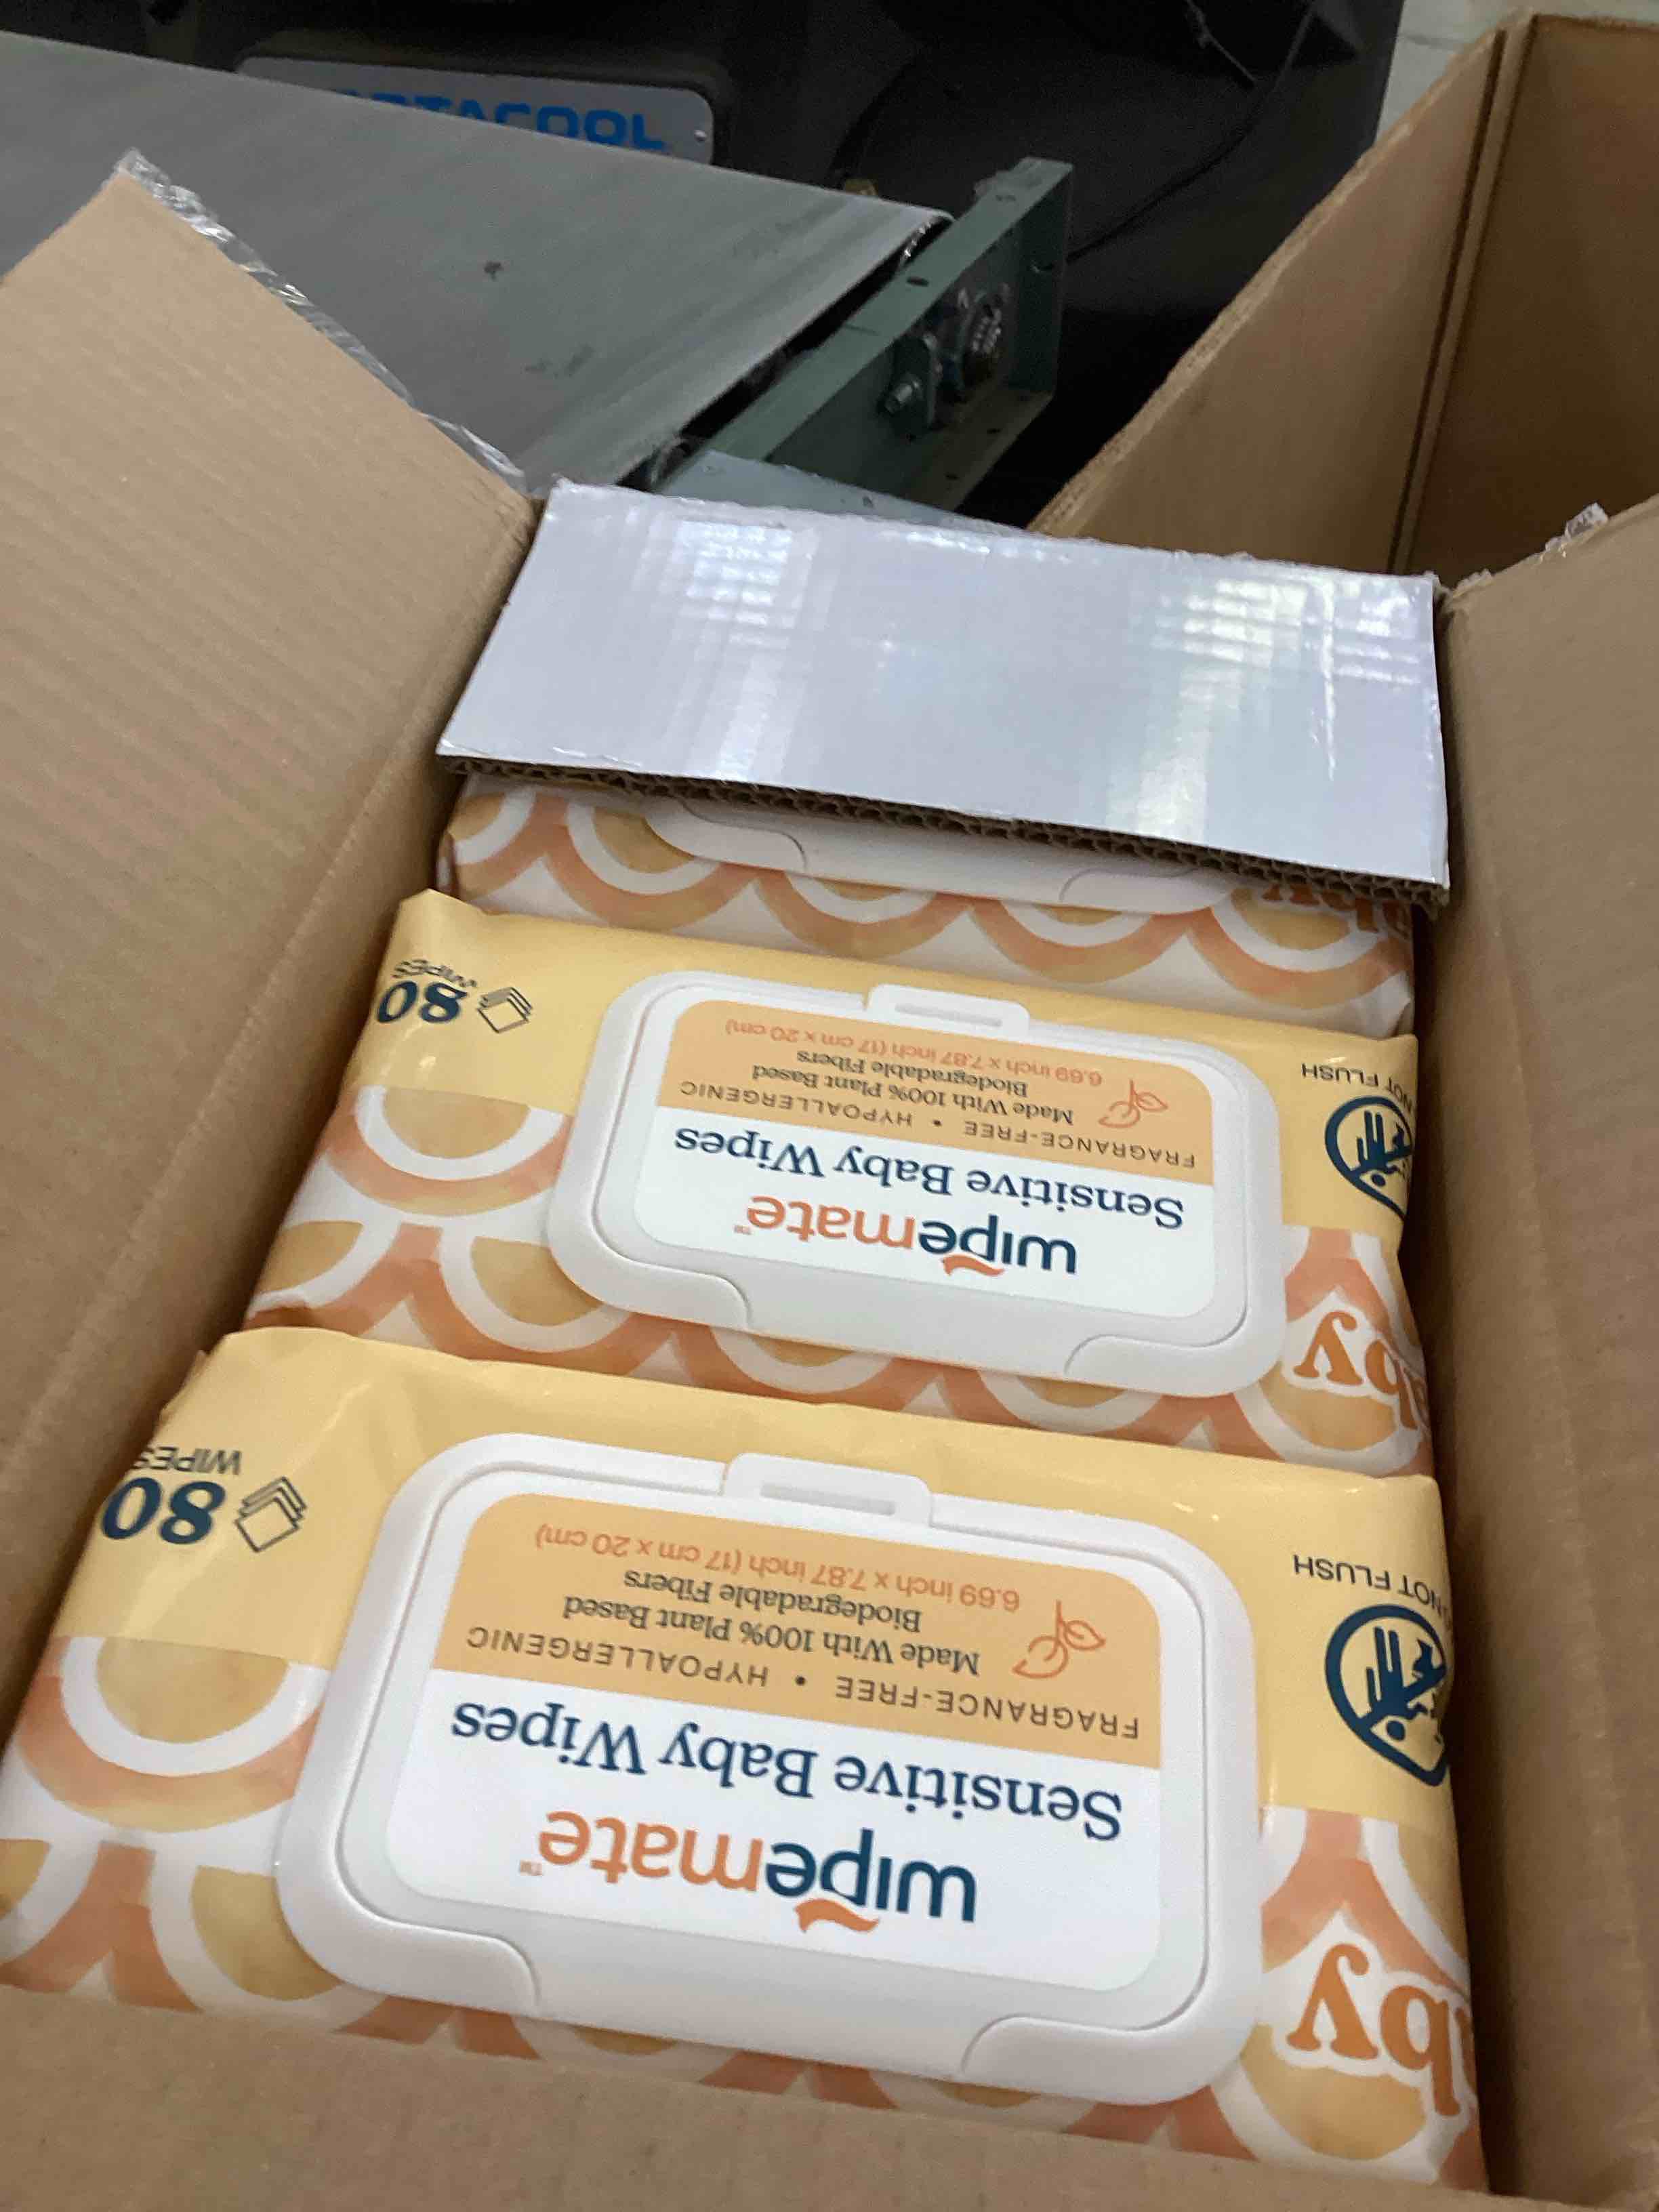 wipemate™
Sensitive Baby Wipes
FRAGRANCE-FREE • HYPOALLERGENIC
Made With 100% Plant Based
Biodegradable Fibers
6.69 inch x 7.87 inch (17 cm x 20 cm)
80
WIPES
NOT FLUSH
wipemate™
Sensitive Baby Wipes
FRAGRANCE-FREE • HYPOALLERGENIC
Made With 100% Plant Based
Biodegradable Fibers
6.69 inch x 7.87 inch (17 cm x 20 cm)
80
WIPES
NOT FLUSH